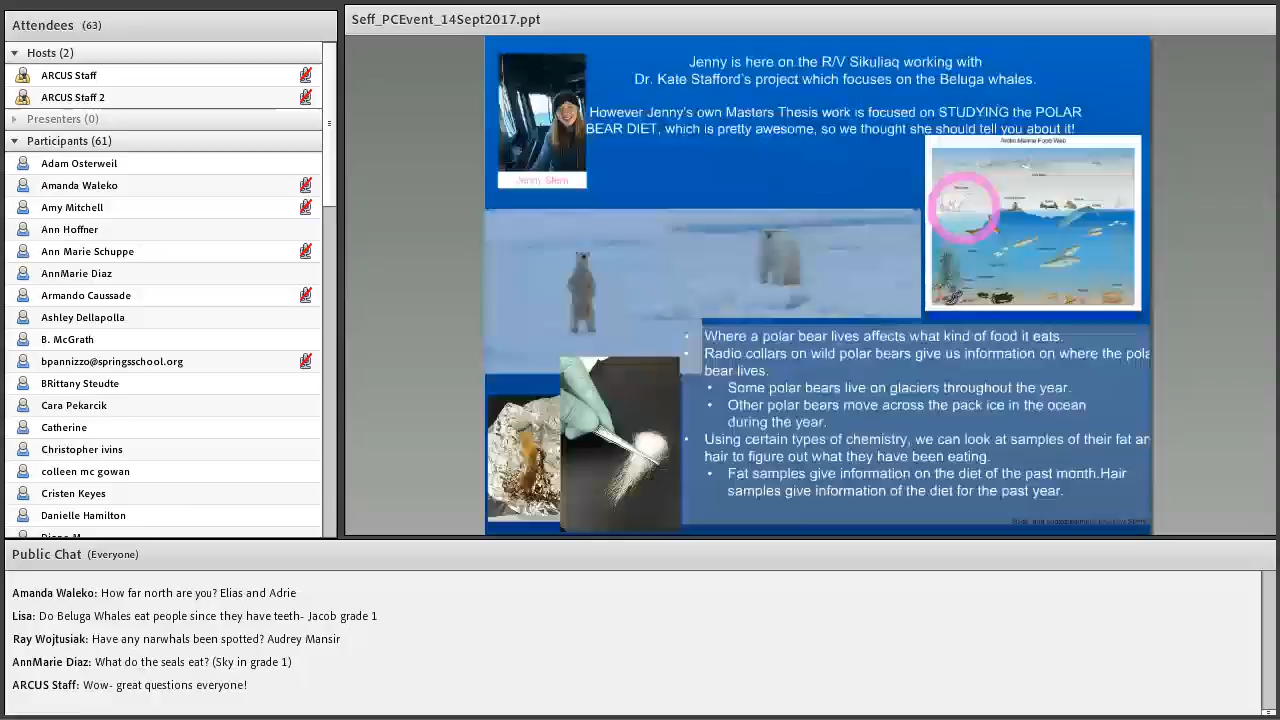 Attendees (63)
Hosts (2)
ARCUS Staff
ARCUS Staff 2
Presenters (0)
Participants (61)
Adam Osterweil
Amanda Waleko
Amy Mitchell
Ann Hoffner
Ann Marie Schuppe
AnnMarie Diaz
Armando Caussade
Ashley Dellapolla
B. McGrath
bpannizzo@springsschool.org
BRittany Steudte
Cara Pekarcik
Catherine
Christopher ivins
colleen mc gowan
Cristen Keyes
Danielle Hamilton
Seff_PCEvent_14Sept2017.ppt
Jenny is here on the R/V Sikuliaq working with
Dr. Kate Stafford's project which focuses on the Beluga whales.
However Jenny's own Masters Thesis work is focused on STUDYING the POLAR
BEAR DIET, which is pretty awesome, so we thought she should tell you about it!
Jenny Stern
Arctic Marine Food Web
• Where a polar bear lives affects what kind of food it eats.
• Radio collars on wild polar bears give us information on where the pola
bear lives.
• Some polar bears live on glaciers throughout the year.
• Other polar bears move across the pack ice in the ocean
during the year.
• Using certain types of chemistry, we can look at samples of their fat an
hair to figure out what they have been eating.
• Fat samples give information on the diet of the past month.Hair
samples give information of the diet for the past year.
Public Chat (Everyone)
Amanda Waleko: How far north are you? Elias and Adrie
Lisa: Do Beluga Whales eat people since they have teeth- Jacob grade 1
Ray Wojtusiak: Have any narwhals been spotted? Audrey Mansir
AnnMarie Diaz: What do the seals eat? (Sky in grade 1)
ARCUS Staff: Wow- great questions everyone!